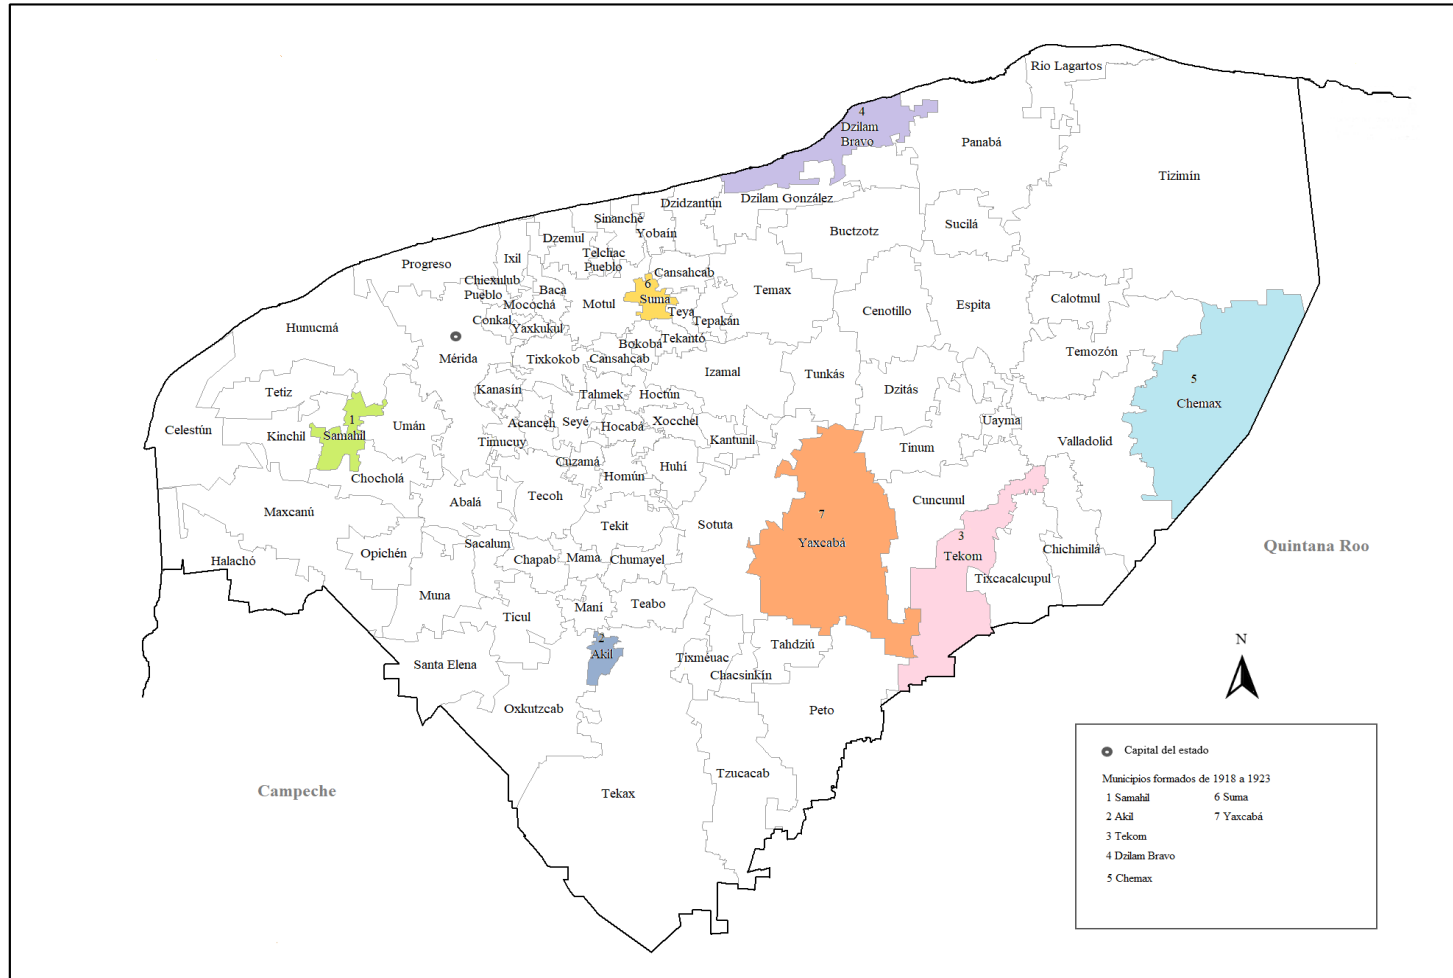 Rio Lagartos
4
Dzilam
Bravo
Panabá
Tizimín
Dzilam González
Dzidzantún
Sinanché
Yobaín
Buctzotz
Sucilá
Dzemul
Telchac
Pueblo
Ixil
Progreso
Cansahcab
Chicxulub
Pueblo
Baca
Mocochá
Motul
6
Suma
Teya
Tepakán
Temax
Cenotillo
Espita
Calotmul
5
Chemax
Hunucmá
Conkal
Yaxkukul
Mérida
Bokobá
Tekantó
Tixkokob
Cansahcab
Izamal
Tunkás
Temozón
Dzitás
Tetiz
Kanasín
Tahmek
Hoctún
Celestún
Kinchil
1
Samahil
Umán
Acanceh
Seyé
Hocabá
Xocchel
Kantunil
Timucuy
Uayma
Tinum
Valladolid
Cuzamá
Homún
Huhí
Chocholá
Abalá
Tecoh
Cuncunul
Maxcanú
Tekit
Sotuta
7
Yaxcabá
3
Tekom
Chichimilá
Quintana Roo
Halachó
Opichén
Sacalum
Chapab
Mama
Chumayel
Tixcacalcupul
Muna
Ticul
Maní
Teabo
2
Akil
Tahdziú
Tixmeuac
Chacsinkín
Santa Elena
Oxkutzcab
Peto
N
Tzucacab
Tekax
Campeche
Capital del estado
Municipios formados de 1918 a 1923
1 Samahil
2 Akil
3 Tekom
4 Dzilam Bravo
5 Chemax
6 Suma
7 Yaxcabá